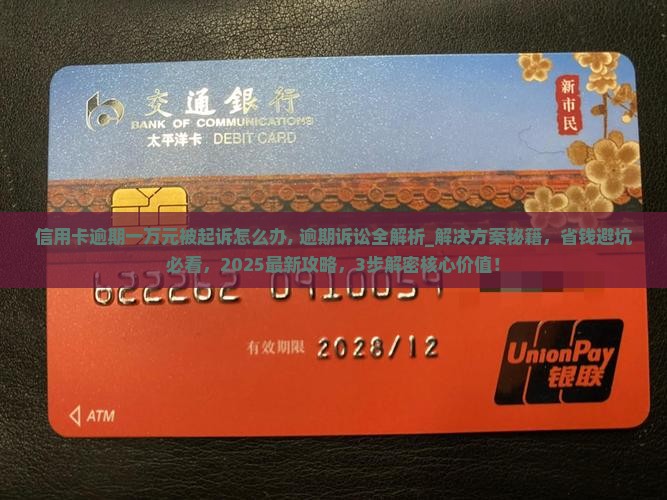 交通銀行
BANK OF COMMUNICATIONS
太平洋卡 DEBIT CARD
新市民
信用卡逾期一万元被起诉怎么办, 逾期诉讼全解析_解决方案秘籍，省钱避坑
必看，2025最新攻略，3步解密核心价值！
622262 0910059
有效期限 2028/12
UnionPay
银联
ATM